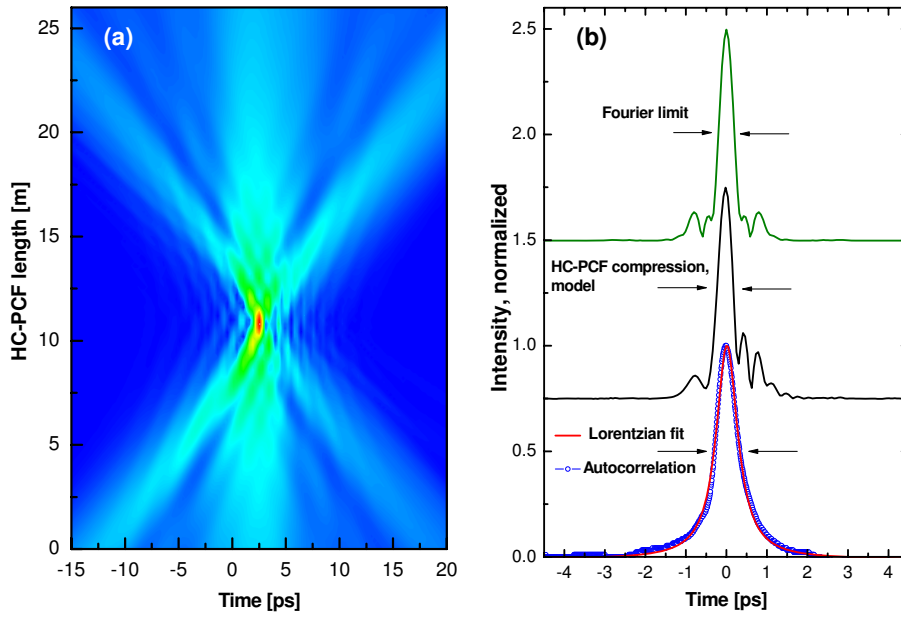 (a)
HC-PCF length [m]
25
20
15
10
5
0
-15 -10 -5 0 5 10 15 20
Time [ps]
(b)
Intensity, normalized
2.5
2.0
1.5
1.0
0.5
0.0
Fourier limit
HC-PCF compression,
model
Lorentzian fit
Autocorrelation
-4 -3 -2 -1 0 1 2 3 4
Time [ps]